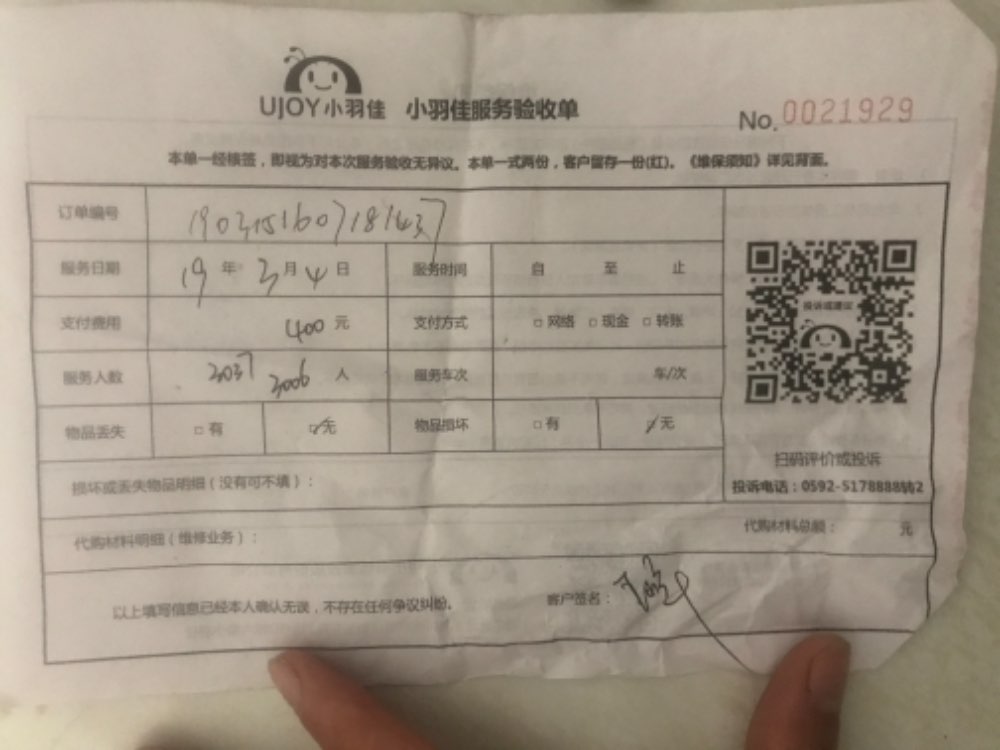 UJOY小羽佳 小羽佳服务验收单
No.0021929
本单一经核签，即视为对本次服务验收无异议。本单一式两份，客户留存一份(红)。《维保须知》详见背面。
订单编号
服务日期 19 年 3 月 4 日 服务时间 自 至 止
支付费用 400 元 支付方式 □ 网络 □ 现金 □ 转账
服务人数 3037 3006 人 服务车次 车/次
物品丢失 □ 有 ☑ 无 物品损坏 □ 有 ☑ 无
投诉或建议
扫码评价或投诉
投诉电话：0592-5178888转2
损坏或丢失物品明细（没有可不填）：
代购材料明细（维修业务）： 代购材料总额： 元
以上填写信息已经本人确认无误，不存在任何争议纠纷。 客户签名：